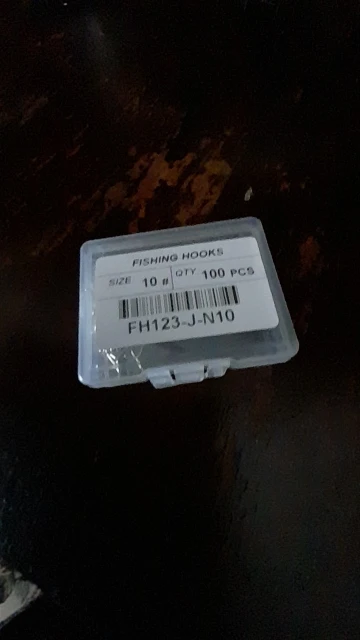 FISHING HOOKS
SIZE 10 # QTY 100 PCS
FH123-J-N10